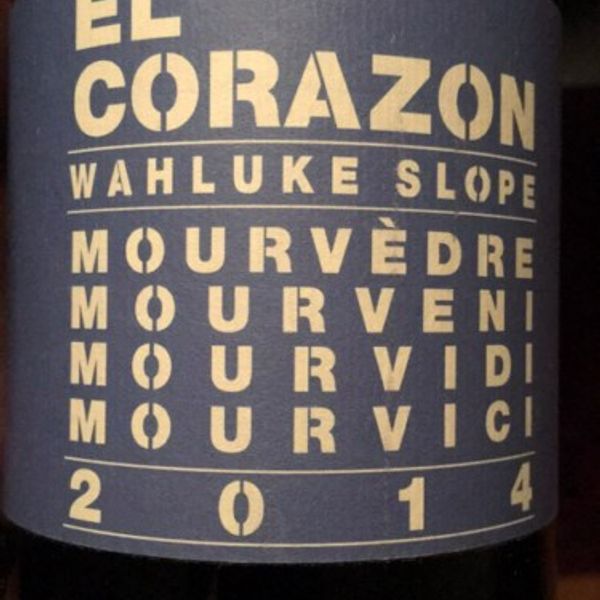 EL
CORAZON
WAHLUKE SLOPE
MOURVÈDRE
MOURVENI
MOURVIDI
MOURVICI
2014